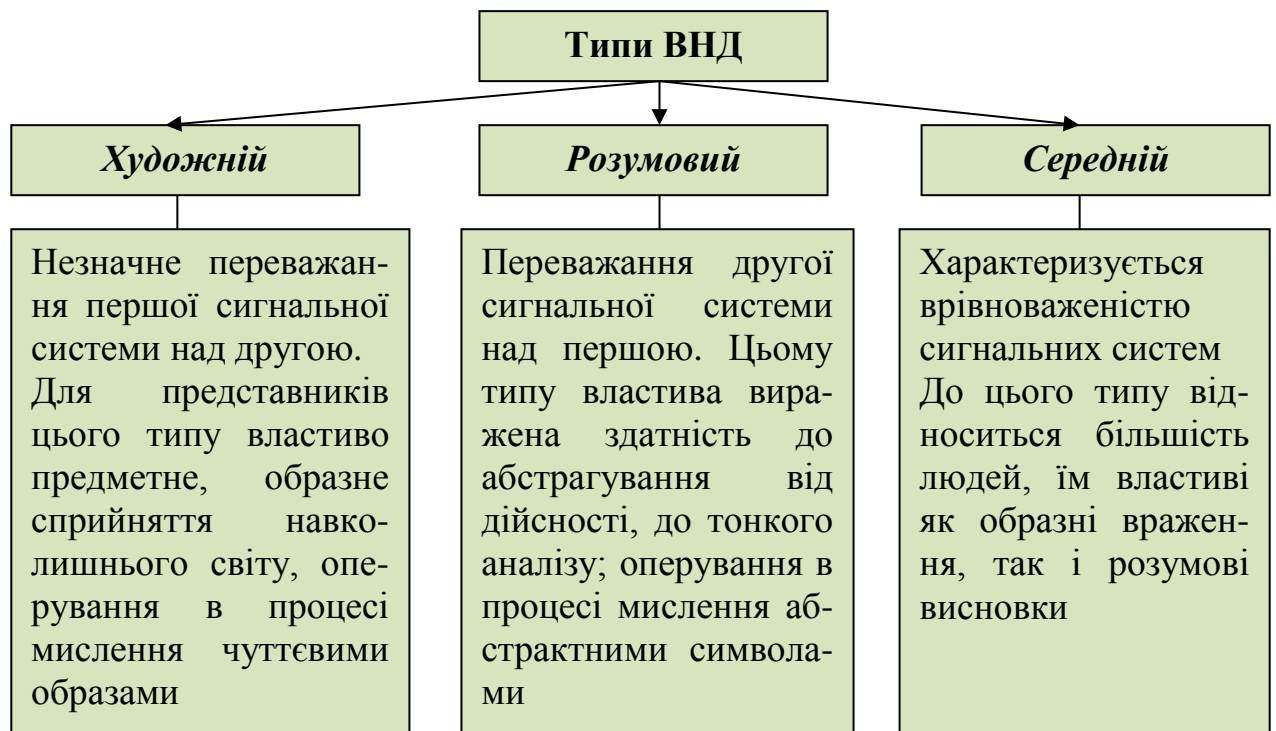 Типи ВНД
Художній
Розумовий
Середній
Незначне переважан-
ня першої сигнальної
системи над другою.
Для представників
цього типу властиво
предметне, образне
сприйняття навко-
лишнього світу, опе-
рування в процесі
мислення чуттєвими
образами
Переважання другої
сигнальної системи
над першою. Цьому
типу властива вира-
жена здатність до
абстрагування від
дійсності, до тонкого
аналізу; оперування в
процесі мислення аб-
страктними символа-
ми
Характеризується
врівноваженістю
сигнальних систем
До цього типу від-
носиться більшість
людей, їм властиві
як образні вражен-
ня, так і розумові
висновки